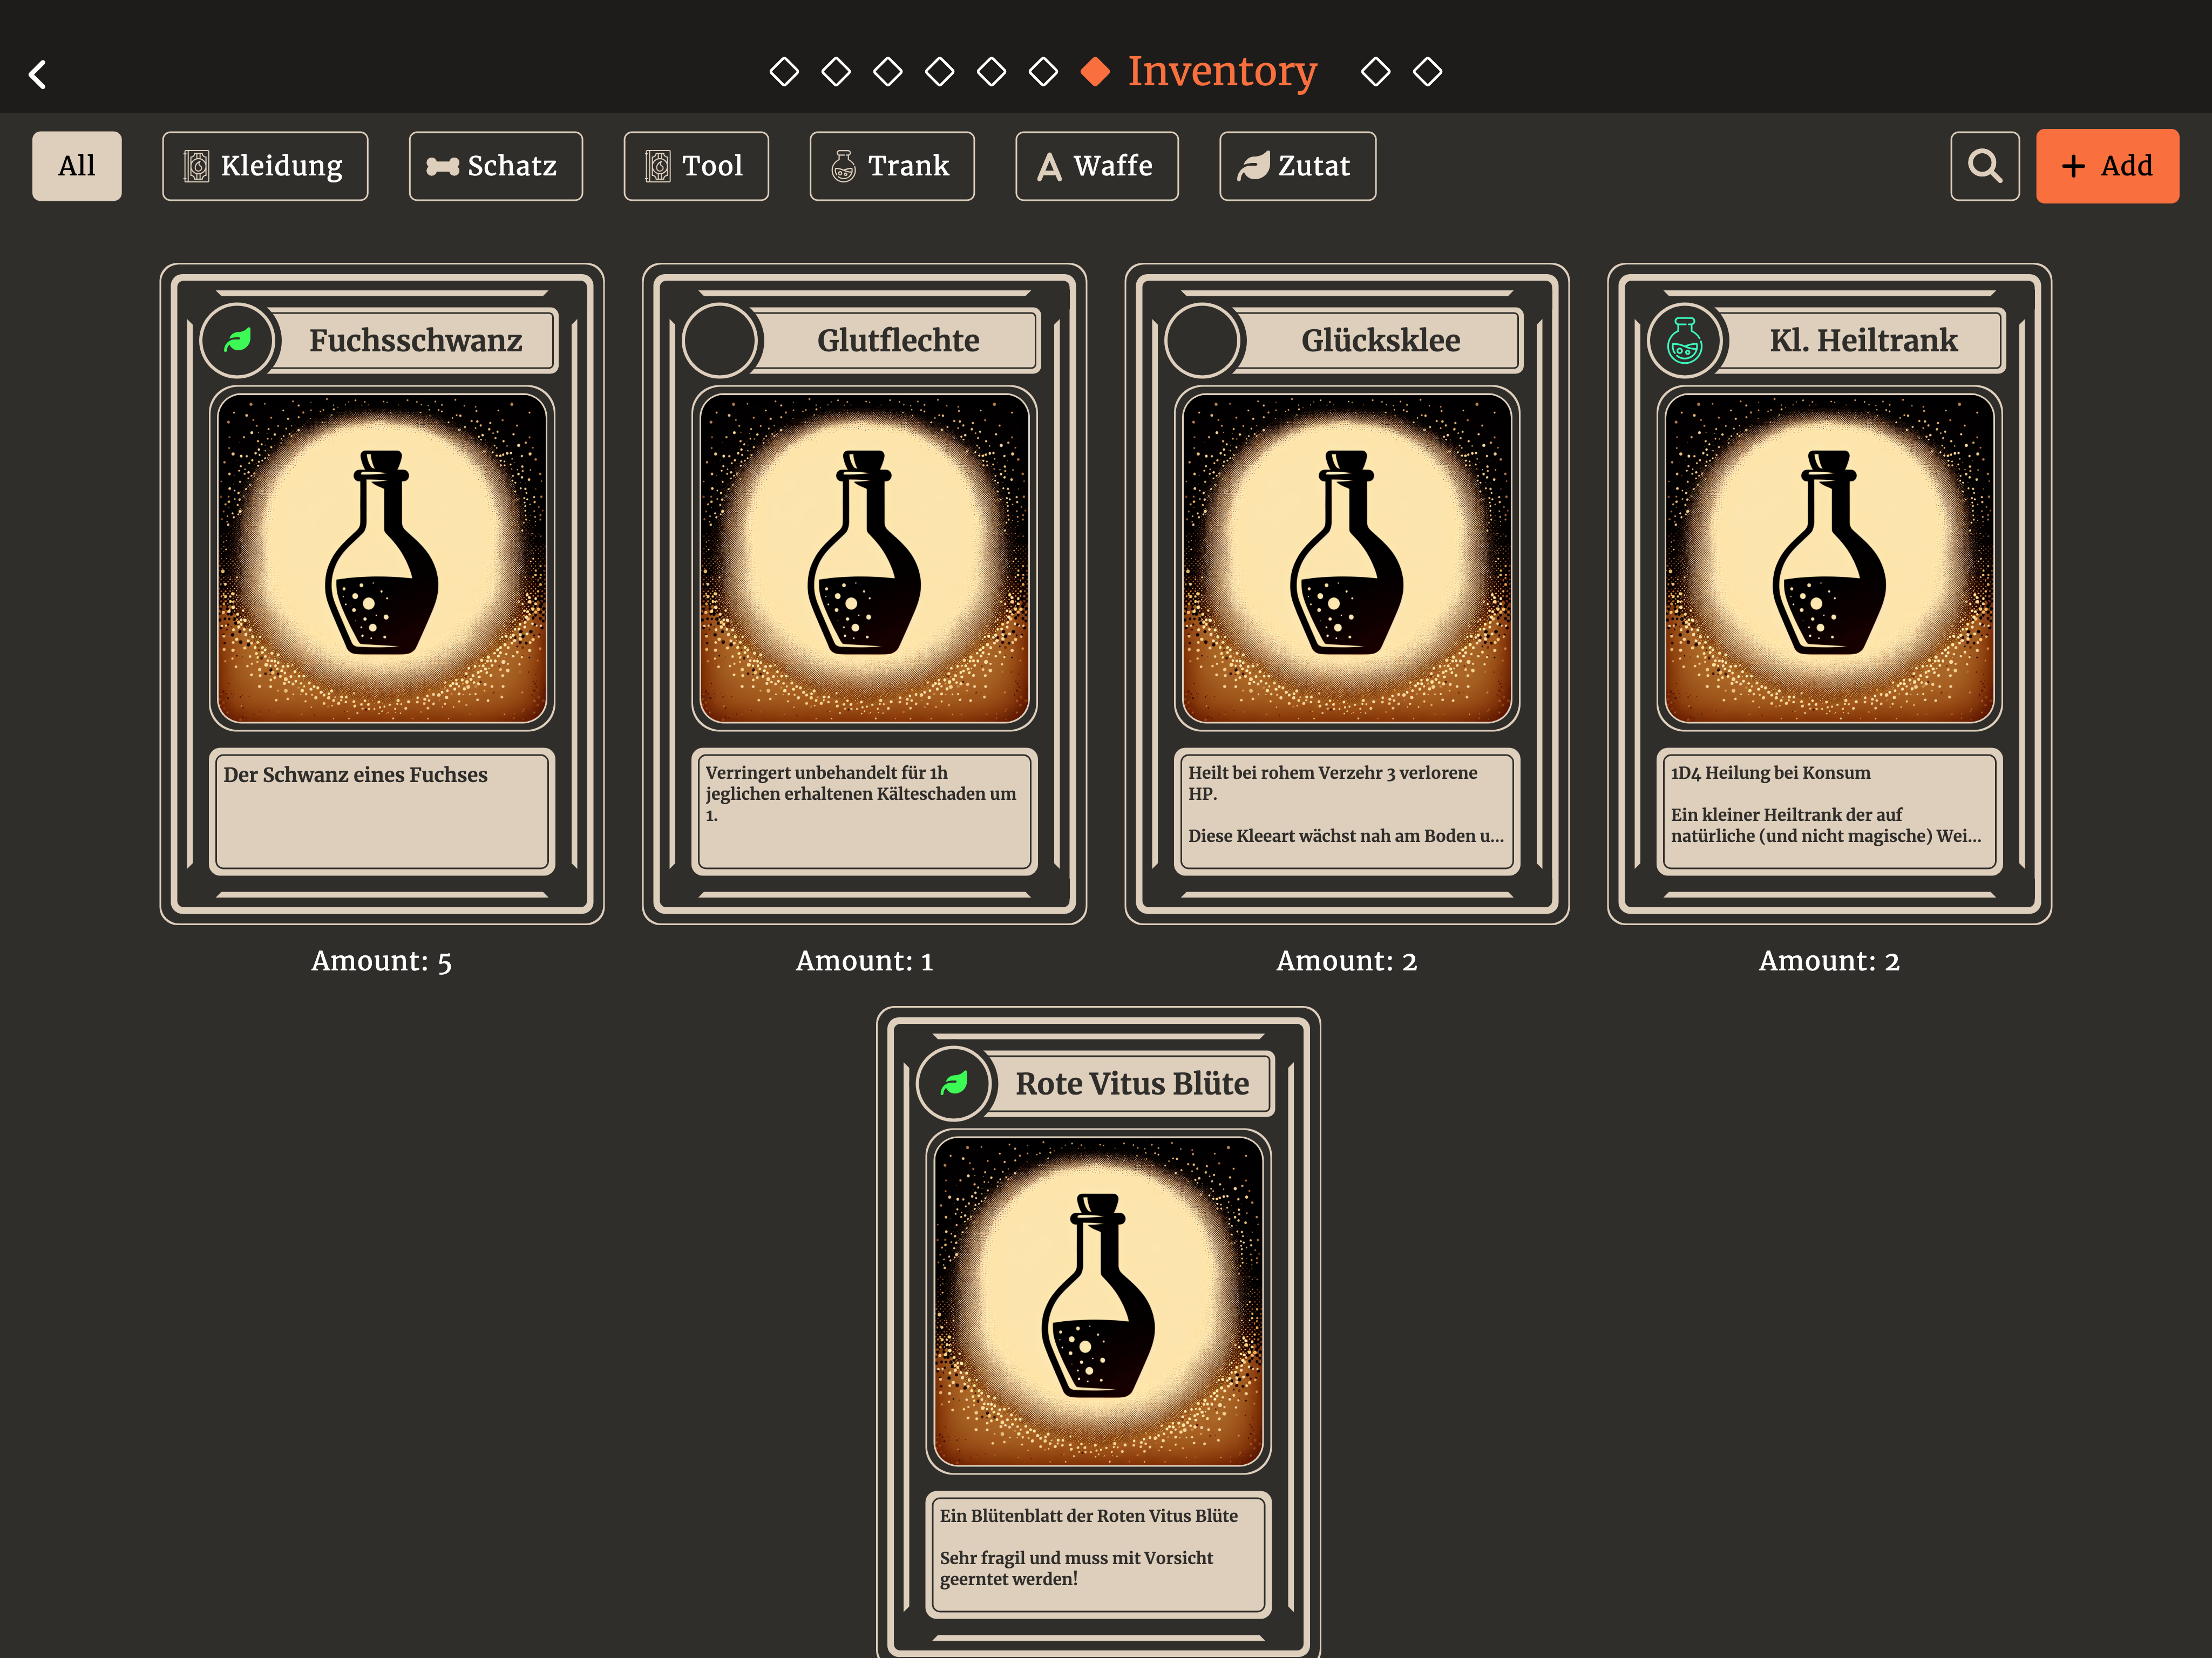 Inventory
All
Kleidung
Schatz
Tool
Trank
Waffe
Zutat
+ Add
Fuchsschwanz
Der Schwanz eines Fuchses
Amount: 5
Glutflechte
Verringert unbehandelt für 1h
jeglichen erhaltenen Kälteschaden um
1.
Amount: 1
Glücksklee
Heilt bei rohem Verzehr 3 verlorene
HP.
Diese Kleeart wächst nah am Boden u...
Amount: 2
Kl. Heiltrank
1D4 Heilung bei Konsum
Ein kleiner Heiltrank der auf
natürliche (und nicht magische) Wei...
Amount: 2
Rote Vitus Blüte
Ein Blütenblatt der Roten Vitus Blüte
Sehr fragil und muss mit Vorsicht
geerntet werden!